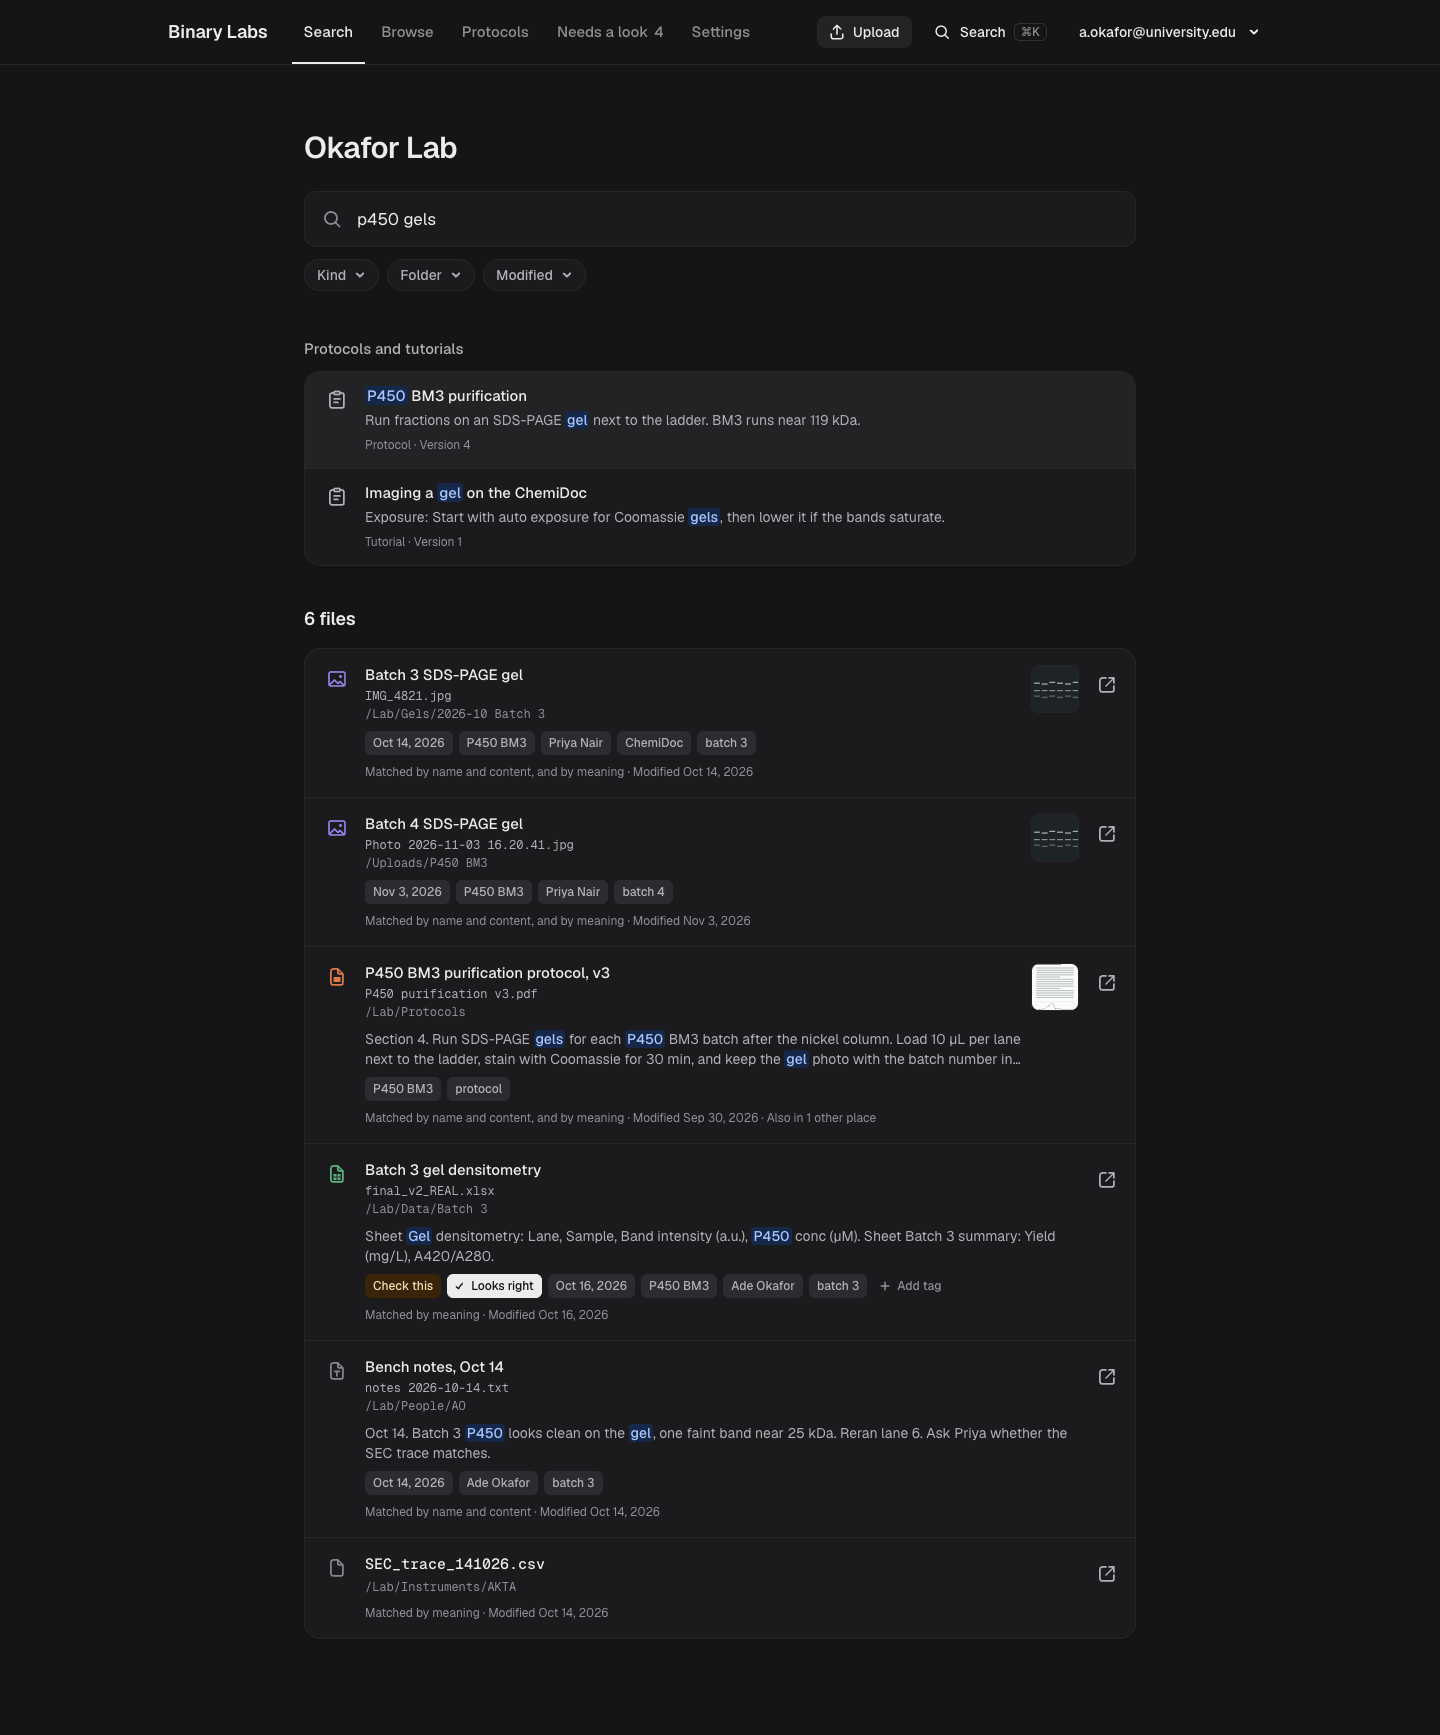 Binary Labs
Search
Browse
Protocols
Needs a look 4
Settings
Upload
Search ⌘K
a.okafor@university.edu
Okafor Lab
p450 gels
Kind
Folder
Modified
Protocols and tutorials
P450 BM3 purification
Run fractions on an SDS-PAGE gel next to the ladder. BM3 runs near 119 kDa.
Protocol · Version 4
Imaging a gel on the ChemiDoc
Exposure: Start with auto exposure for Coomassie gels, then lower it if the bands saturate.
Tutorial · Version 1
6 files
Batch 3 SDS-PAGE gel
IMG_4821.jpg
/Lab/Gels/2026-10 Batch 3
Oct 14, 2026 P450 BM3 Priya Nair ChemiDoc batch 3
Matched by name and content, and by meaning · Modified Oct 14, 2026
Batch 4 SDS-PAGE gel
Photo 2026-11-03 16.20.41.jpg
/Uploads/P450 BM3
Nov 3, 2026 P450 BM3 Priya Nair batch 4
Matched by name and content, and by meaning · Modified Nov 3, 2026
P450 BM3 purification protocol, v3
P450 purification v3.pdf
/Lab/Protocols
Section 4. Run SDS-PAGE gels for each P450 BM3 batch after the nickel column. Load 10 µL per lane
next to the ladder, stain with Coomassie for 30 min, and keep the gel photo with the batch number in…
P450 BM3 protocol
Matched by name and content, and by meaning · Modified Sep 30, 2026 · Also in 1 other place
Batch 3 gel densitometry
final_v2_REAL.xlsx
/Lab/Data/Batch 3
Sheet Gel densitometry: Lane, Sample, Band intensity (a.u.), P450 conc (µM). Sheet Batch 3 summary: Yield
(mg/L), A420/A280.
Check this Looks right Oct 16, 2026 P450 BM3 Ade Okafor batch 3 Add tag
Matched by meaning · Modified Oct 16, 2026
Bench notes, Oct 14
notes 2026-10-14.txt
/Lab/People/AO
Oct 14. Batch 3 P450 looks clean on the gel, one faint band near 25 kDa. Reran lane 6. Ask Priya whether the
SEC trace matches.
Oct 14, 2026 Ade Okafor batch 3
Matched by name and content · Modified Oct 14, 2026
SEC_trace_141026.csv
/Lab/Instruments/AKTA
Matched by meaning · Modified Oct 14, 2026